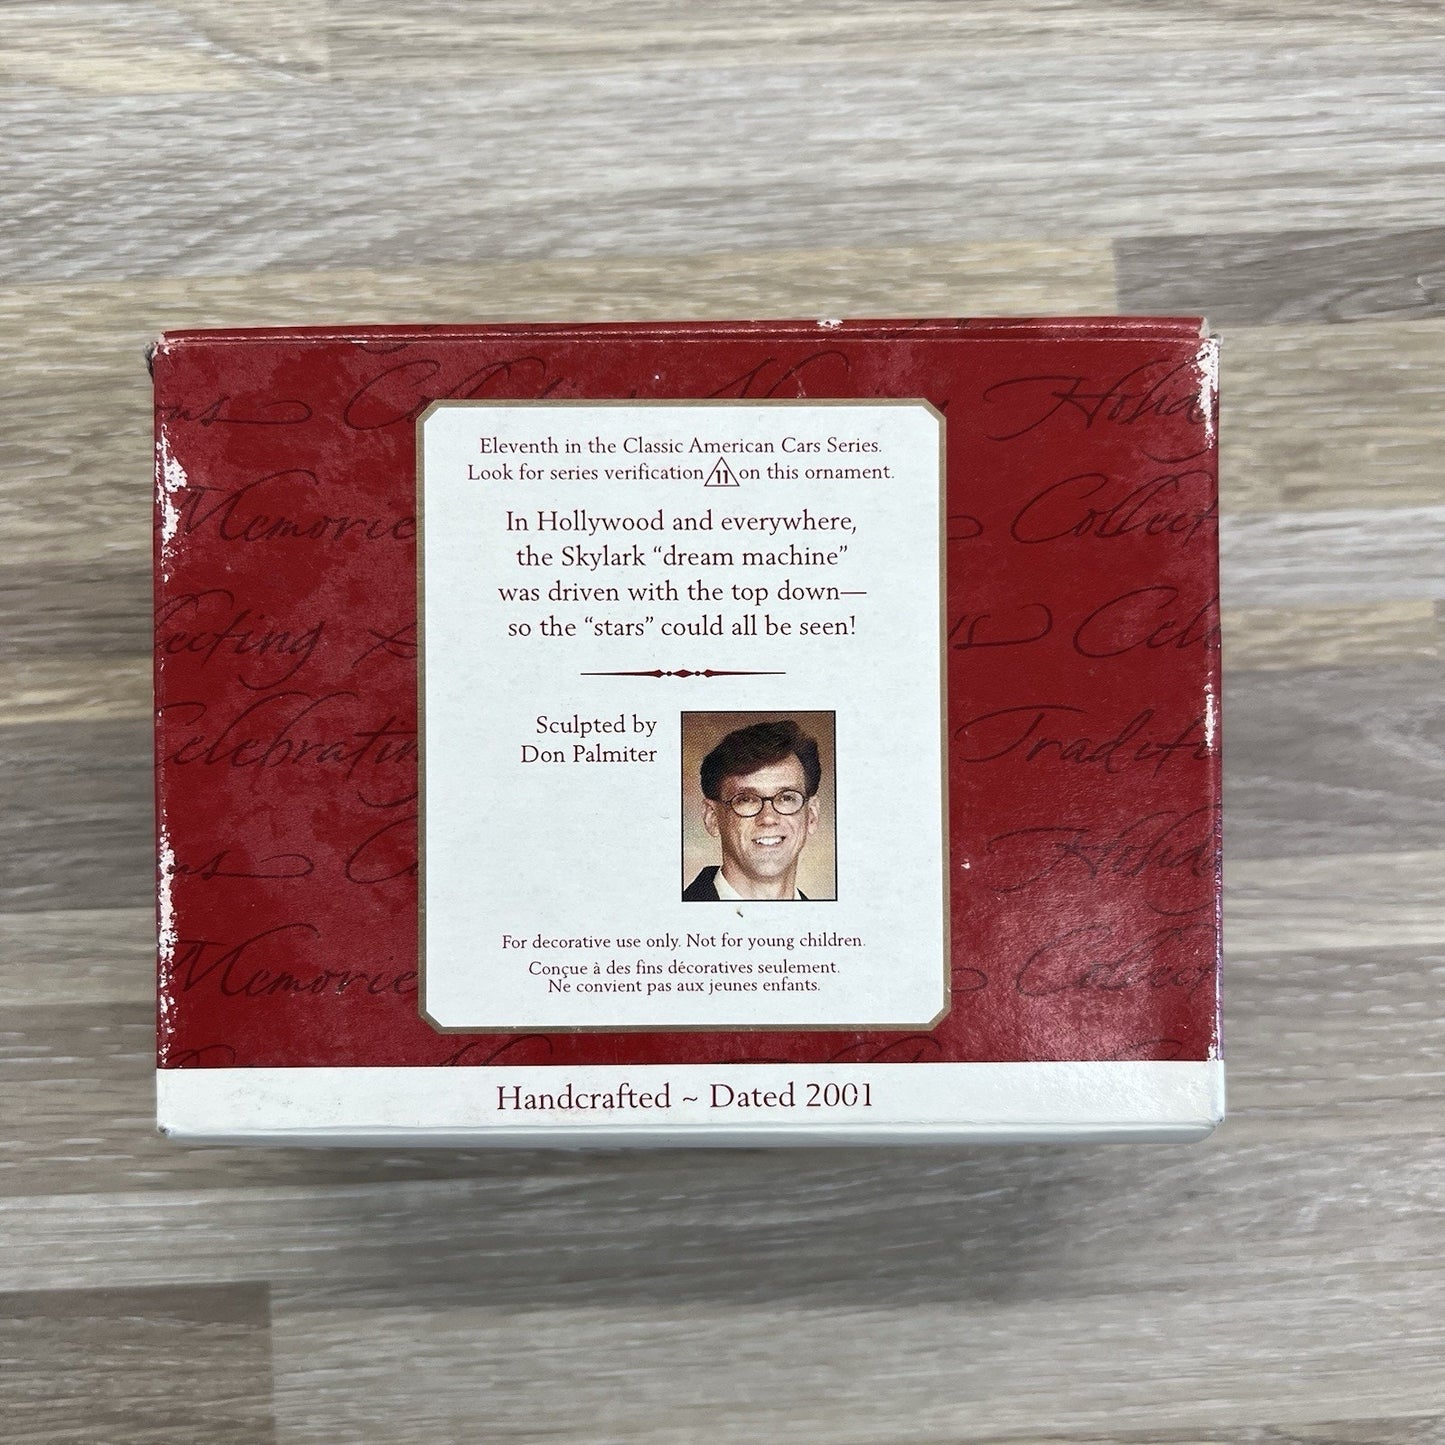 Eleventh in the Classic American Cars Series.
Look for series verification 11 on this ornament.
In Hollywood and everywhere,
the Skylark “dream machine”
was driven with the top down—
so the “stars” could all be seen!
Sculpted by
Don Palmiter
For decorative use only. Not for young children.
Conçue à des fins décoratives seulement.
Ne convient pas aux jeunes enfants.
Handcrafted ~ Dated 2001